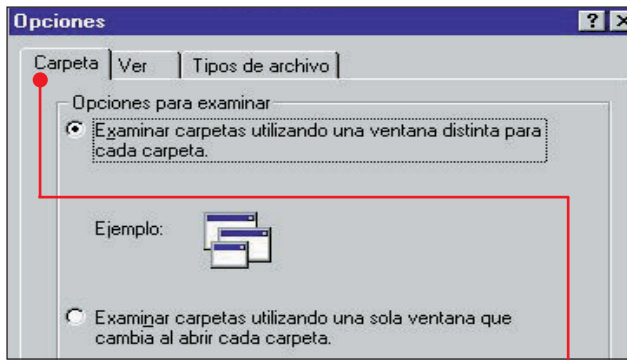 Opciones
Carpeta Ver Tipos de archivo
Opciones para examinar
Examinar carpetas utilizando una ventana distinta para
cada carpeta.
Ejemplo:
Examinar carpetas utilizando una sola ventana que
cambia al abrir cada carpeta.